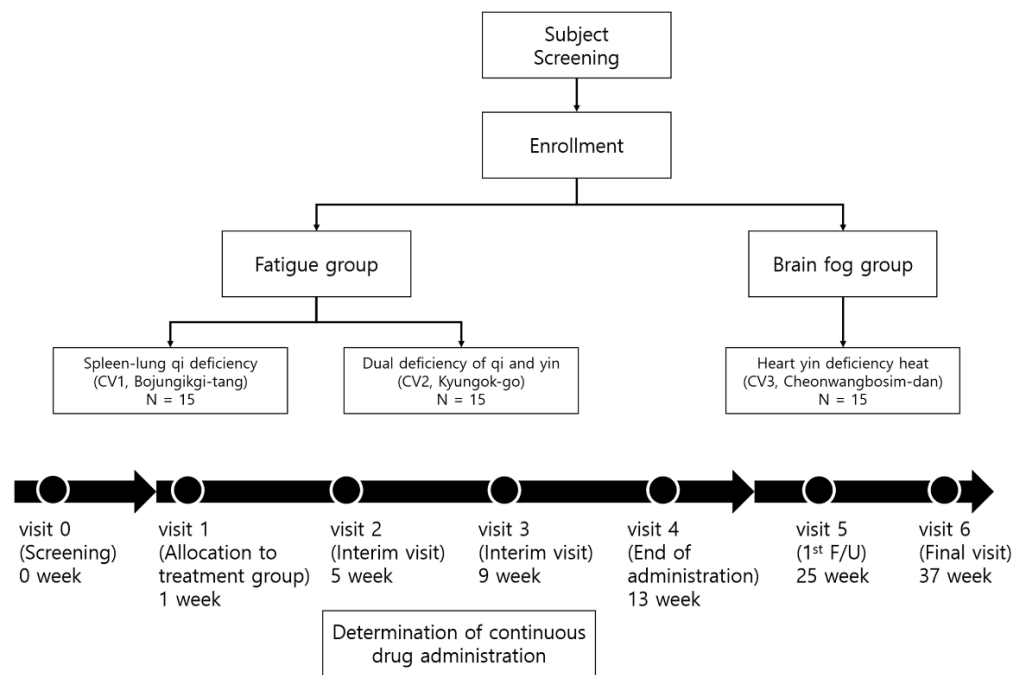 Subject
Screening
Enrollment
Fatigue group
Brain fog group
Spleen-lung qi deficiency
(CV1, Bojungikgi-tang)
N = 15
Dual deficiency of qi and yin
(CV2, Kyungok-go)
N = 15
Heart yin deficiency heat
(CV3, Cheonwangbosim-dan)
N = 15
visit 0
(Screening)
0 week
visit 1
(Allocation to
treatment group)
1 week
visit 2
(Interim visit)
5 week
visit 3
(Interim visit)
9 week
visit 4
(End of
administration)
13 week
visit 5
(1st F/U)
25 week
visit 6
(Final visit)
37 week
Determination of continuous
drug administration